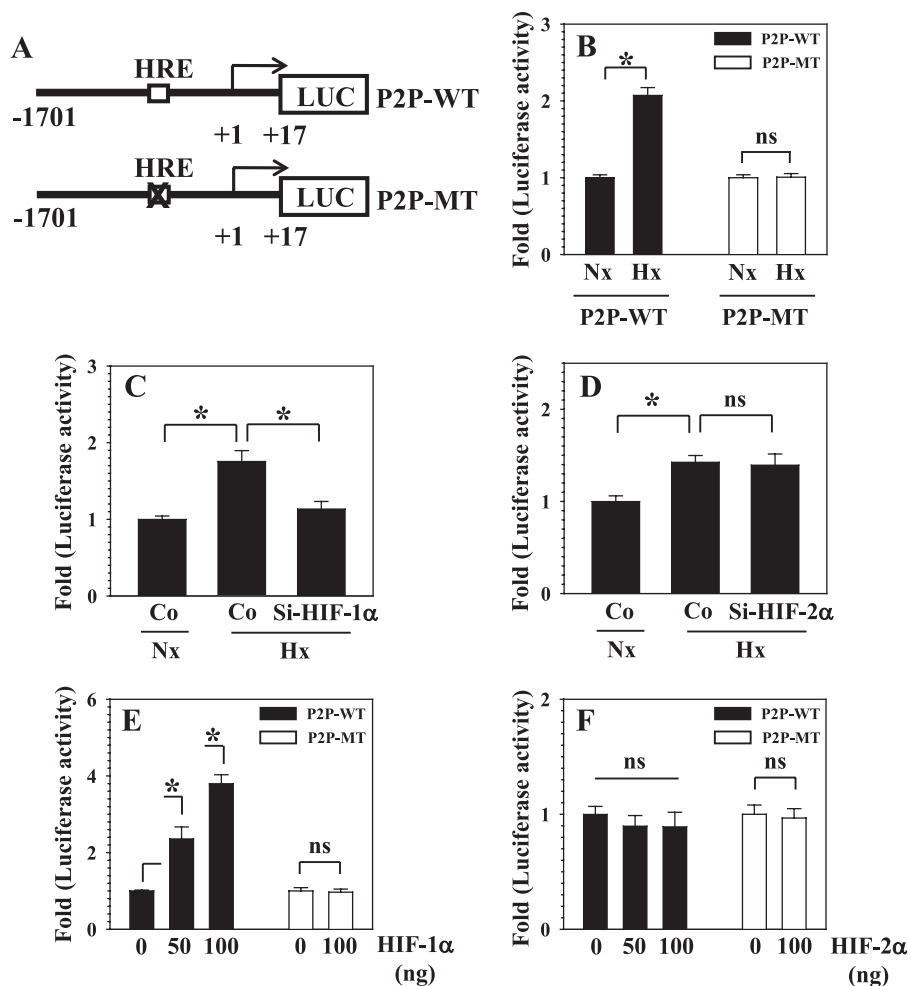 A
HRE
LUC
P2P-WT
-1701
+1
+17
HRE
X
LUC
P2P-MT
-1701
+1
+17
B
P2P-WT
P2P-MT
Fold (Luciferase activity)
3
2
1
0
*
ns
Nx
Hx
Nx
Hx
P2P-WT
P2P-MT
C
Fold (Luciferase activity)
3
2
1
0
*
*
Co
Co
Si-HIF-1α
Nx
Hx
D
Fold (Luciferase activity)
2
1
0
*
ns
Co
Co
Si-HIF-2α
Nx
Hx
E
P2P-WT
P2P-MT
Fold (Luciferase activity)
6
4
2
0
*
*
ns
0
50
100
0
100
HIF-1α
(ng)
F
P2P-WT
P2P-MT
Fold (Luciferase activity)
2
1
0
ns
ns
0
50
100
0
100
HIF-2α
(ng)